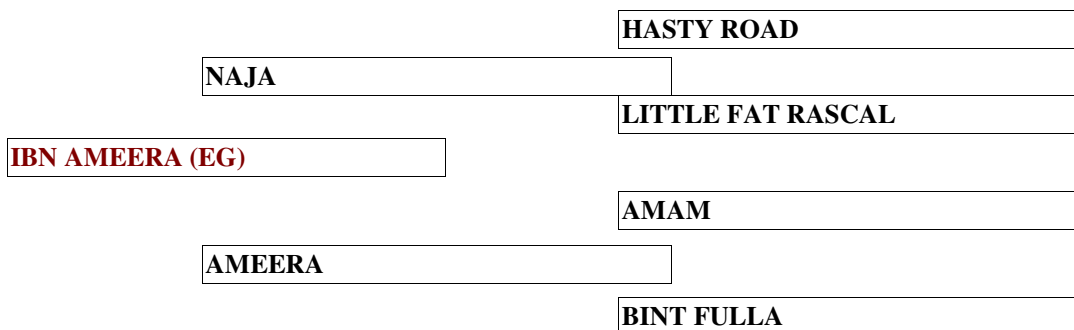 HASTY ROAD
NAJA
LITTLE FAT RASCAL
IBN AMEERA (EG)
AMAM
AMEERA
BINT FULLA